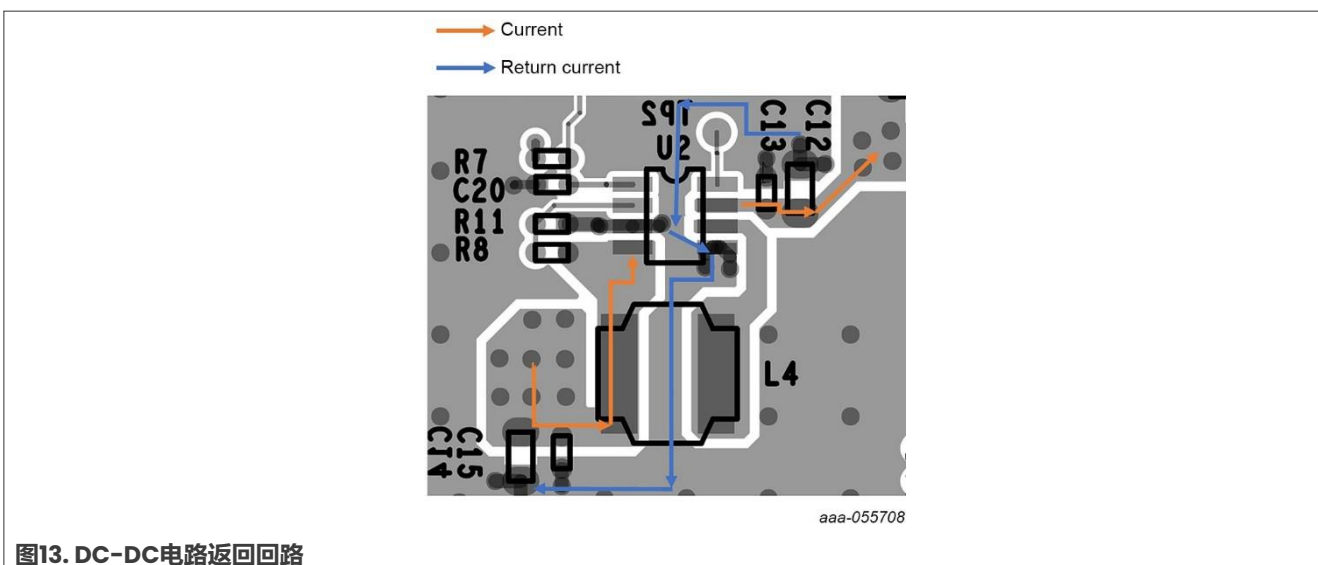 Current
Return current
TP2
U2
C13
C12
R7
C20
R11
R8
L4
C14
C15
aaa-055708
图13. DC-DC电路返回回路